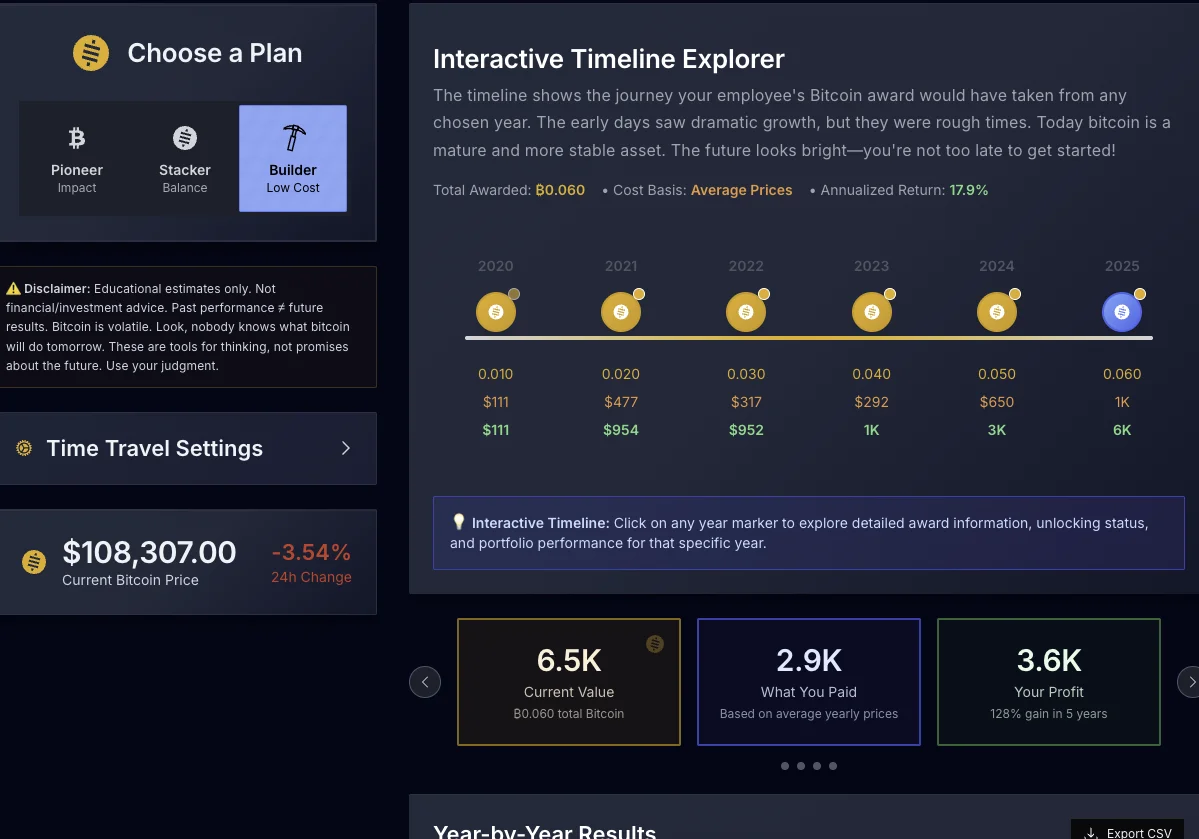 Choose a Plan
Pioneer
Impact
Stacker
Balance
Builder
Low Cost
⚠️ Disclaimer: Educational estimates only. Not
financial/investment advice. Past performance ≠ future
results. Bitcoin is volatile. Look, nobody knows what bitcoin
will do tomorrow. These are tools for thinking, not promises
about the future. Use your judgment.
Time Travel Settings
$108,307.00
Current Bitcoin Price
-3.54%
24h Change
Interactive Timeline Explorer
The timeline shows the journey your employee's Bitcoin award would have taken from any
chosen year. The early days saw dramatic growth, but they were rough times. Today bitcoin is a
mature and more stable asset. The future looks bright—you're not too late to get started!
Total Awarded: ₿0.060 • Cost Basis: Average Prices • Annualized Return: 17.9%
2020 2021 2022 2023 2024 2025
0.010 0.020 0.030 0.040 0.050 0.060
$111 $477 $317 $292 $650 1K
$111 $954 $952 1K 3K 6K
💡 Interactive Timeline: Click on any year marker to explore detailed award information, unlocking status,
and portfolio performance for that specific year.
6.5K
Current Value
₿0.060 total Bitcoin
2.9K
What You Paid
Based on average yearly prices
3.6K
Your Profit
128% gain in 5 years
Year-by-Year Results
Export CSV